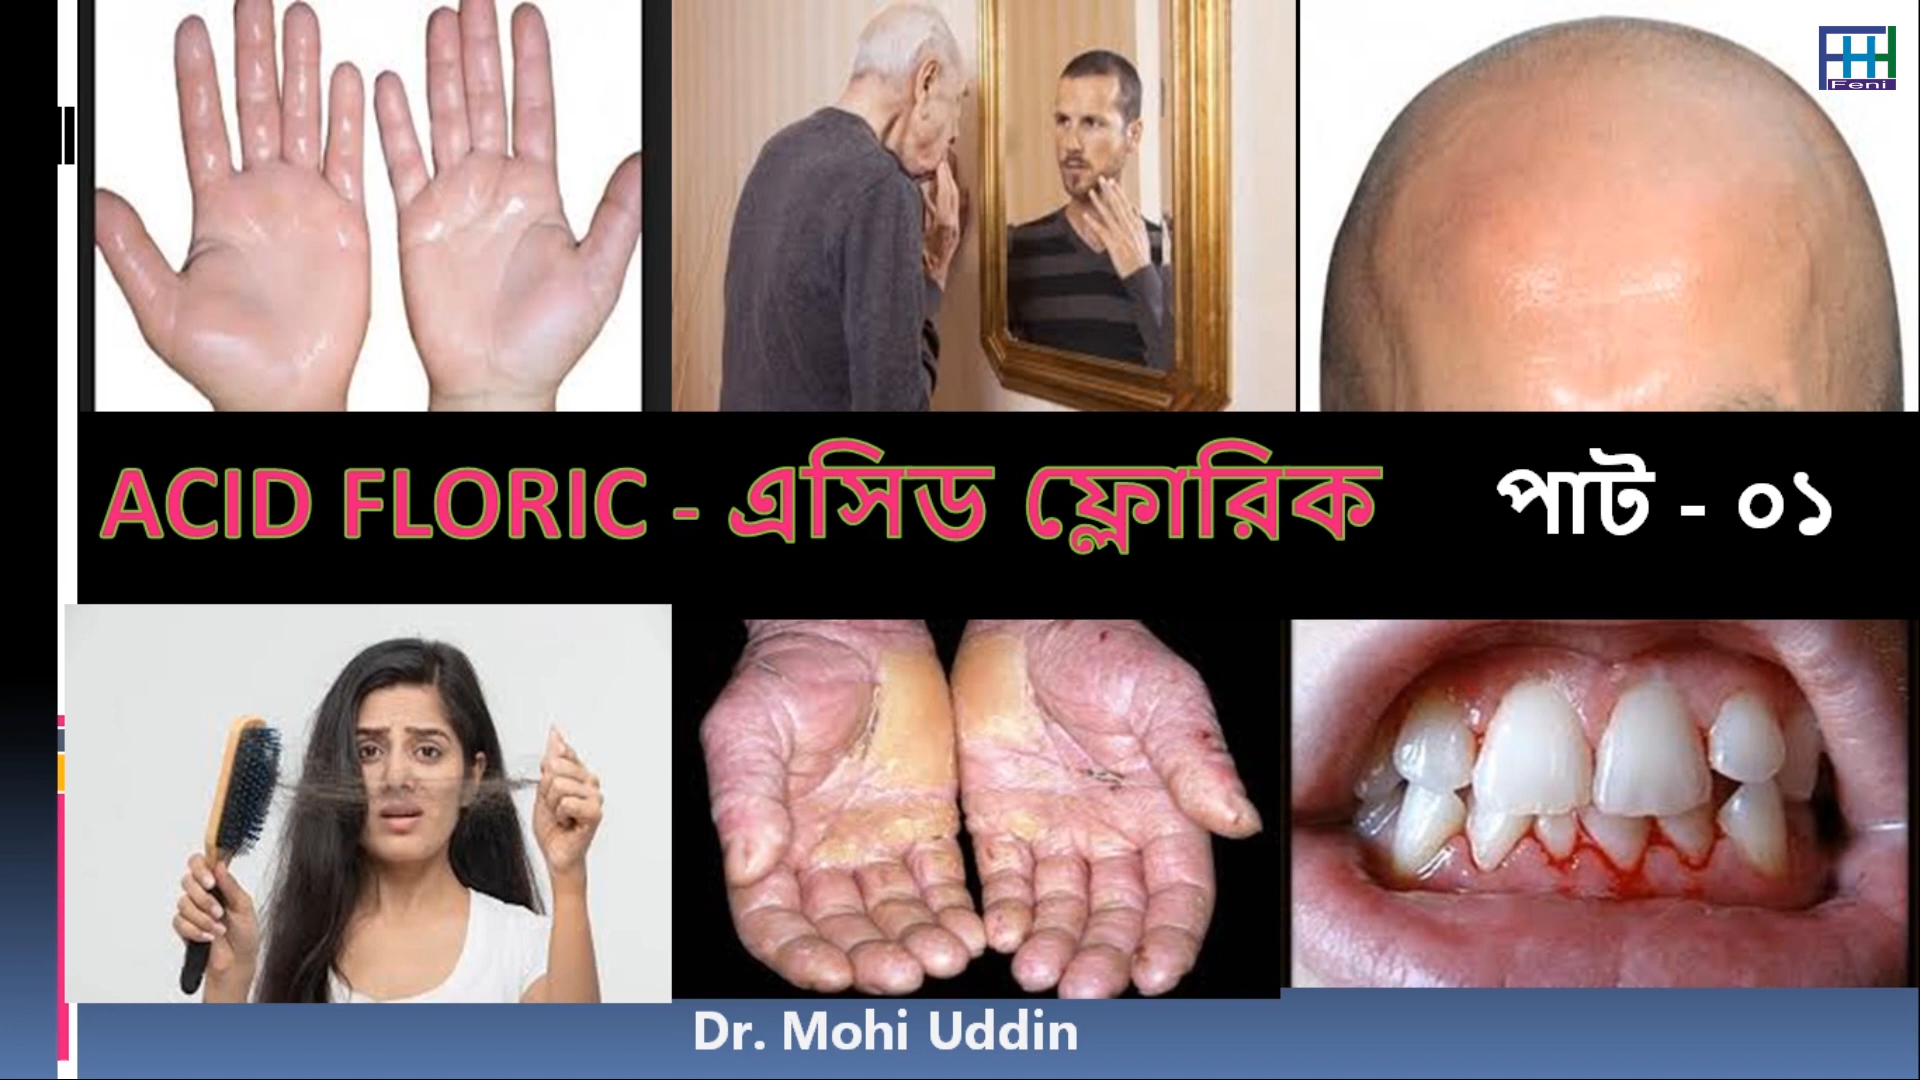 Feni
ACID FLORIC - এসিড ফ্লোরিক পাট - ০১
Dr. Mohi Uddin